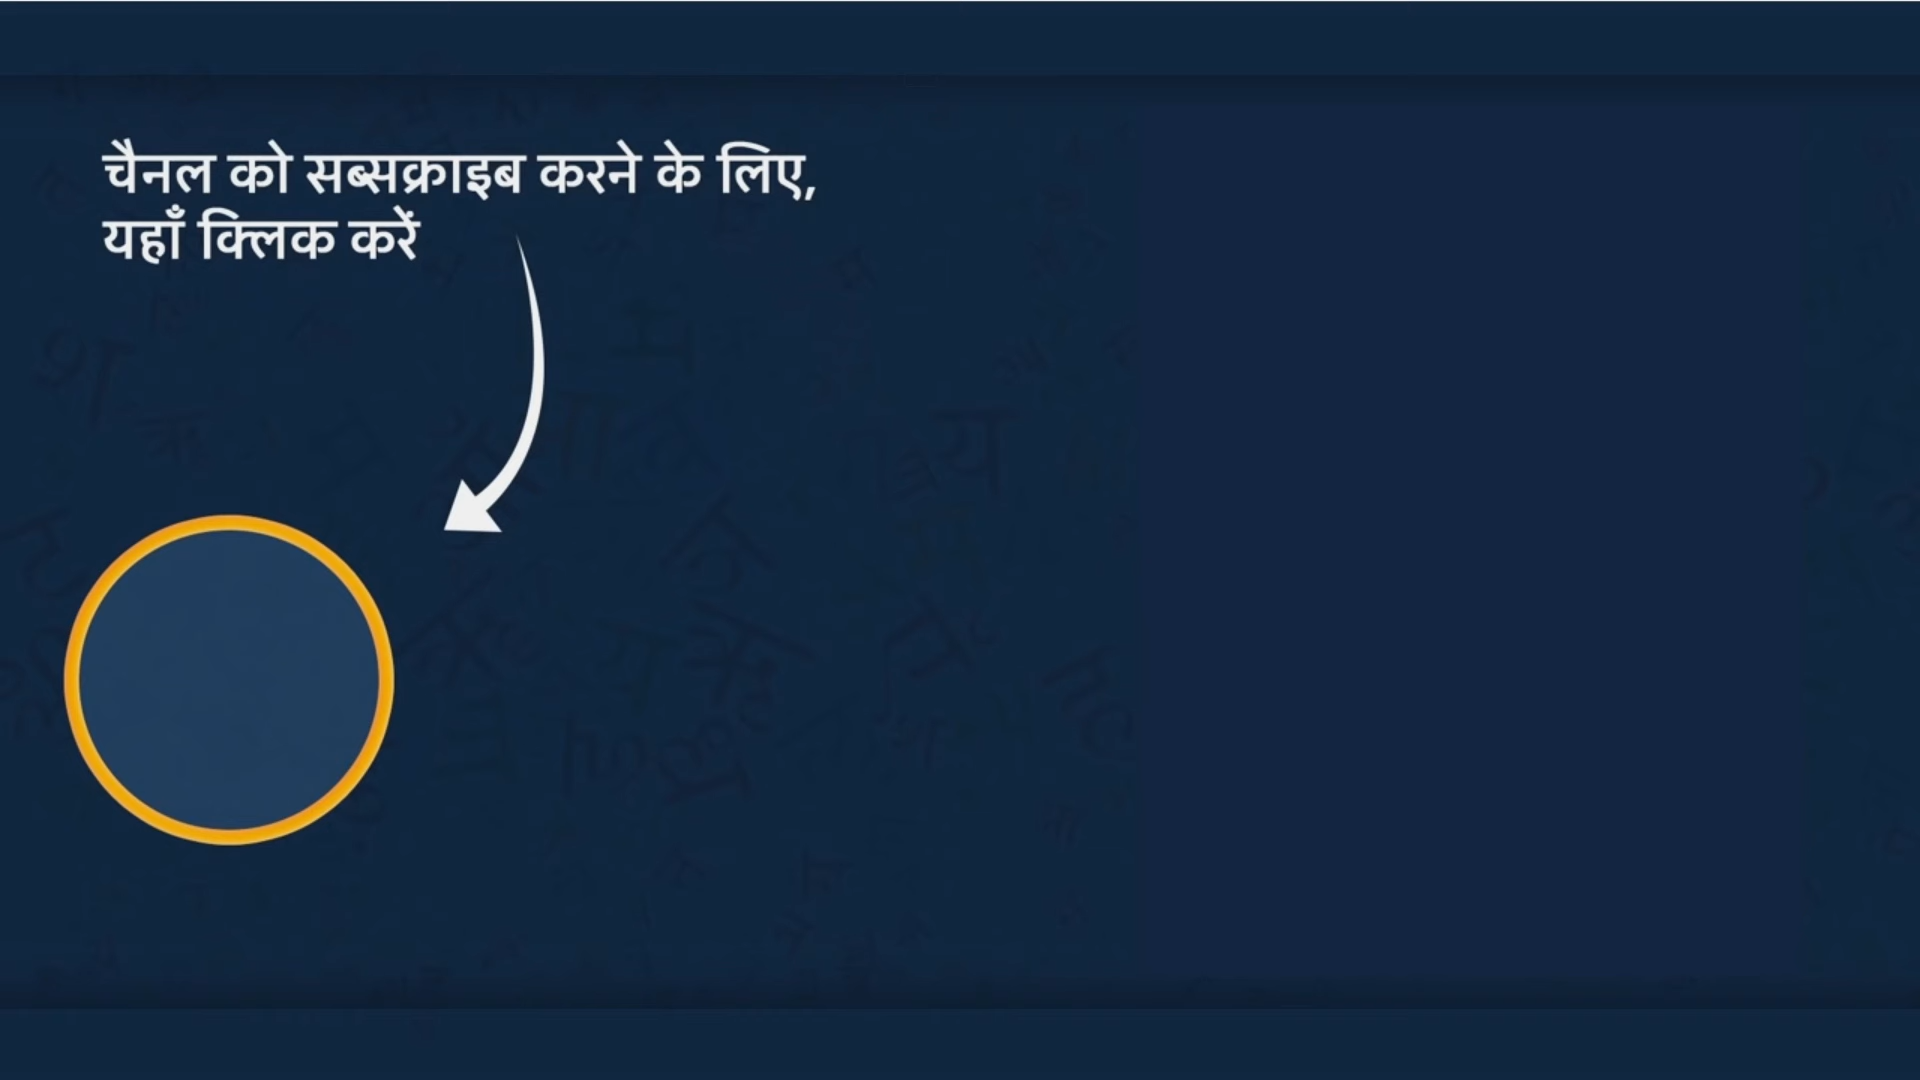 चैनल को सब्सक्राइब करने के लिए,
यहाँ क्लिक करें